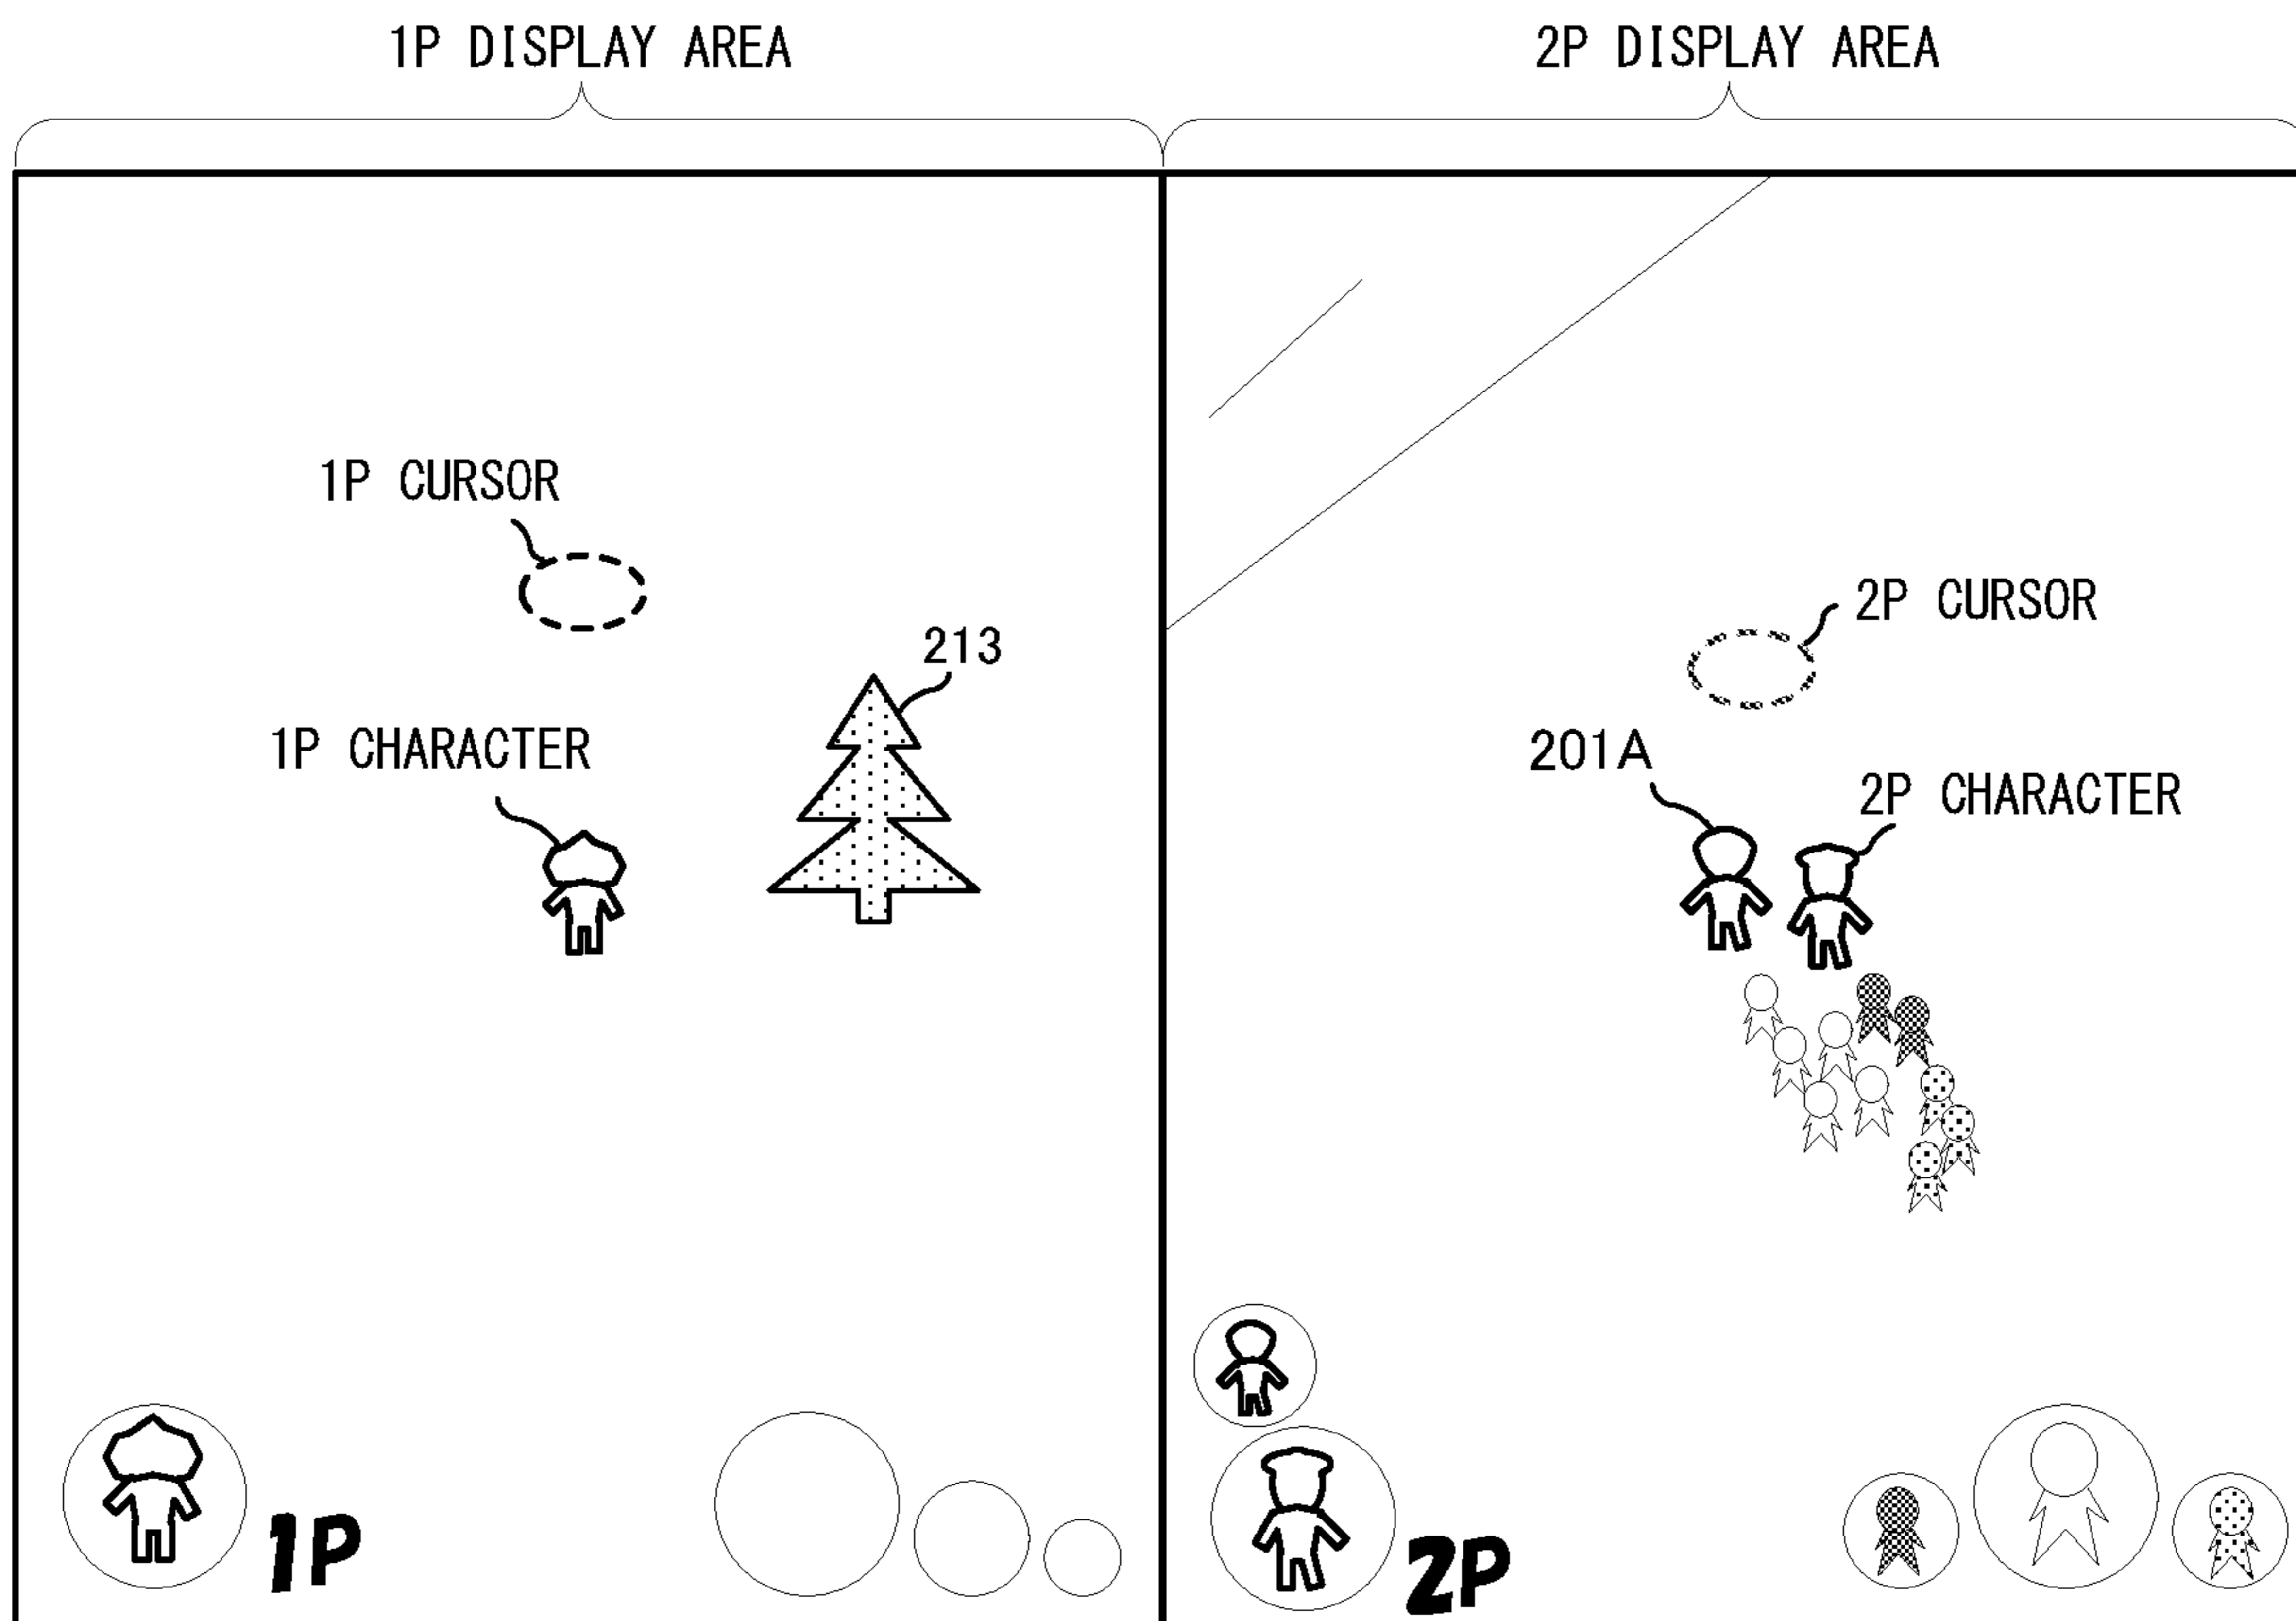 1P DISPLAY AREA
2P DISPLAY AREA
1P CURSOR
213
1P CHARACTER
2P CURSOR
201A
2P CHARACTER
1P
2P